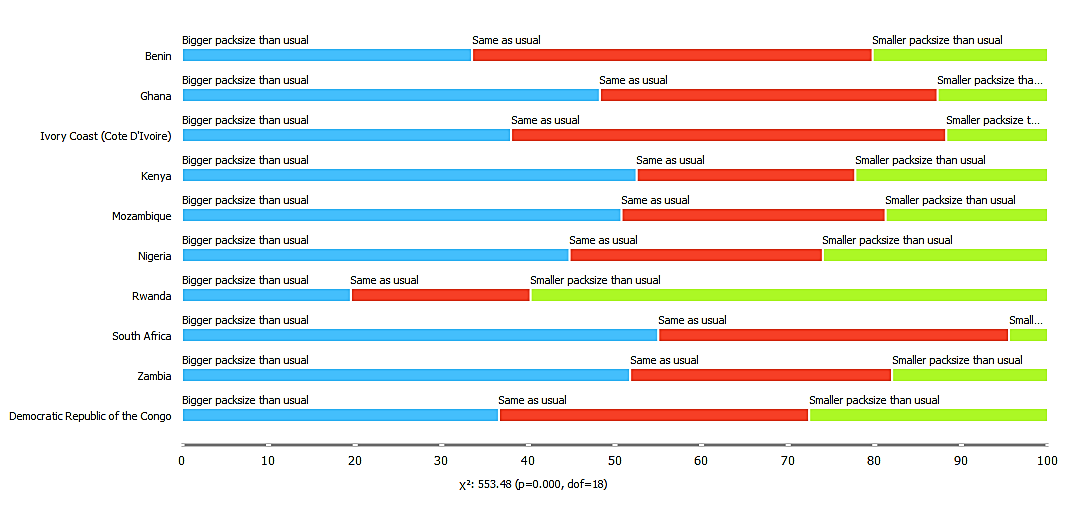 Bigger packsize than usual Same as usual Smaller packsize than usual
Benin
Bigger packsize than usual Same as usual Smaller packsize tha...
Ghana
Bigger packsize than usual Same as usual Smaller packsize t...
Ivory Coast (Cote D'Ivoire)
Bigger packsize than usual Same as usual Smaller packsize than usual
Kenya
Bigger packsize than usual Same as usual Smaller packsize than usual
Mozambique
Bigger packsize than usual Same as usual Smaller packsize than usual
Nigeria
Bigger packsize than usual Same as usual Smaller packsize than usual
Rwanda
Bigger packsize than usual Same as usual Small...
South Africa
Bigger packsize than usual Same as usual Smaller packsize than usual
Zambia
Bigger packsize than usual Same as usual Smaller packsize than usual
Democratic Republic of the Congo
0 10 20 30 40 50 60 70 80 90 100
χ²: 553.48 (p=0.000, dof=18)